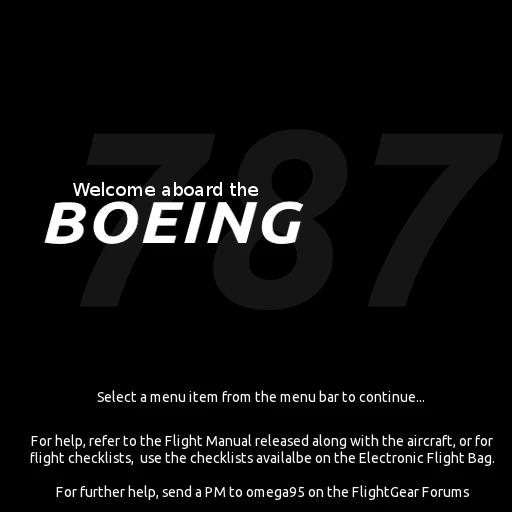 787
Welcome aboard the
BOEING
Select a menu item from the menu bar to continue...
For help, refer to the Flight Manual released along with the aircraft, or for
flight checklists,  use the checklists availalbe on the Electronic Flight Bag.
For further help, send a PM to omega95 on the FlightGear Forums